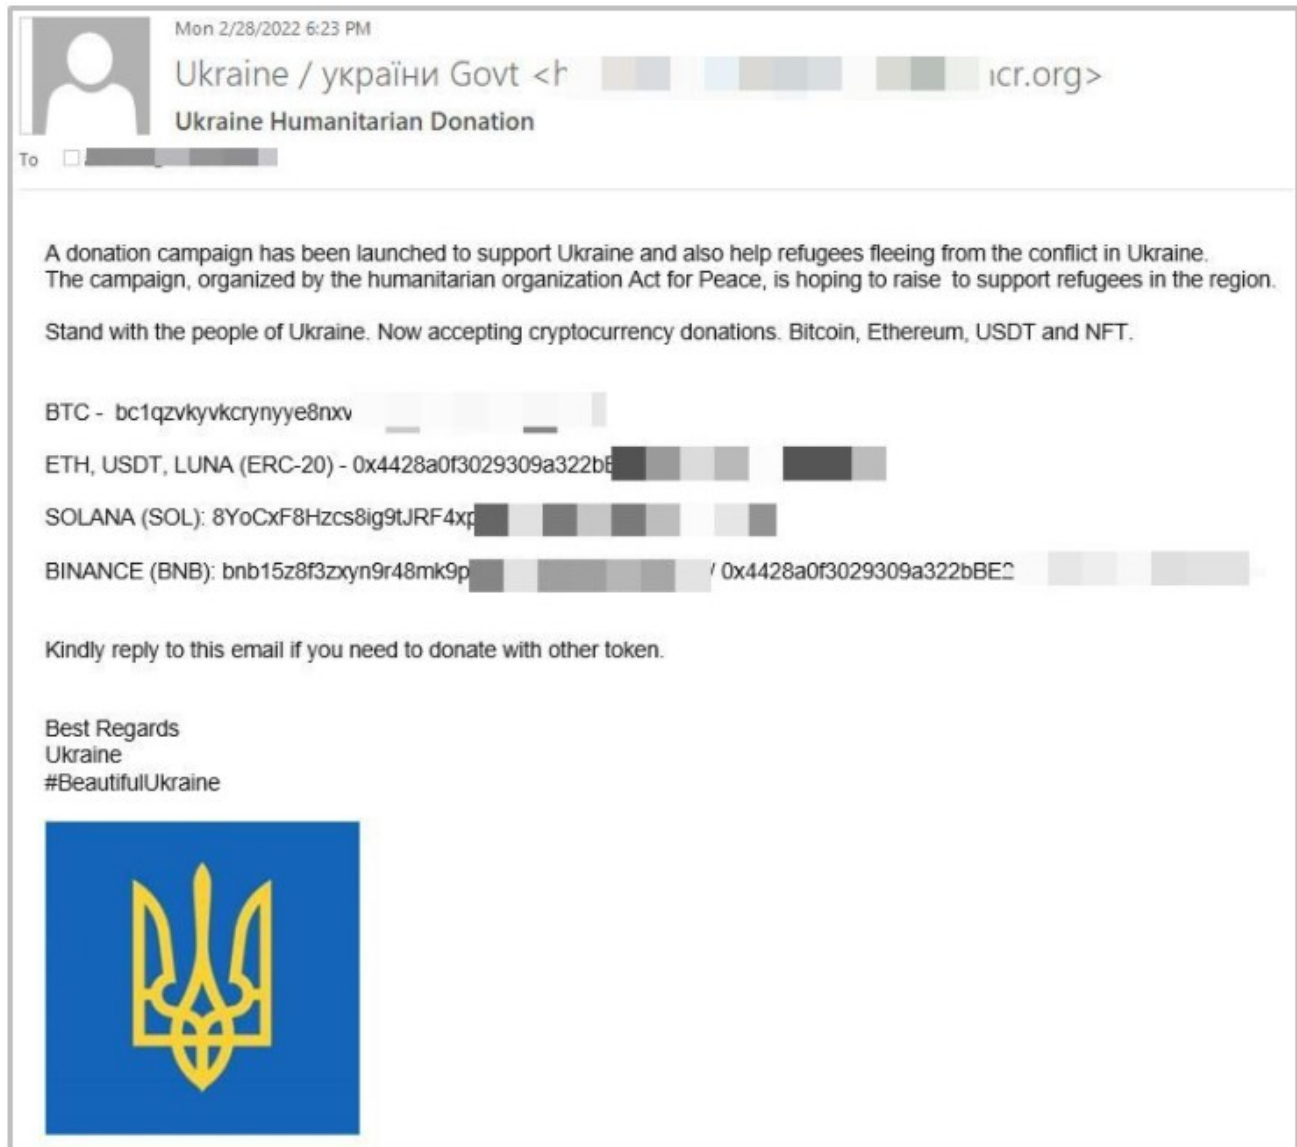 Mon 2/28/2022 6:23 PM
Ukraine / україни Govt <h cr.org>
Ukraine Humanitarian Donation
To
A donation campaign has been launched to support Ukraine and also help refugees fleeing from the conflict in Ukraine.
The campaign, organized by the humanitarian organization Act for Peace, is hoping to raise to support refugees in the region.
Stand with the people of Ukraine. Now accepting cryptocurrency donations. Bitcoin, Ethereum, USDT and NFT.
BTC - bc1qzvkyvkcrynyye8nxv
ETH, USDT, LUNA (ERC-20) - 0x4428a0f3029309a322bE
SOLANA (SOL): 8YoCxF8Hzcs8ig9tJRF4xp
BINANCE (BNB): bnb15z8f3zxyn9r48mk9p / 0x4428a0f3029309a322bBE2
Kindly reply to this email if you need to donate with other token.
Best Regards
Ukraine
#BeautifulUkraine